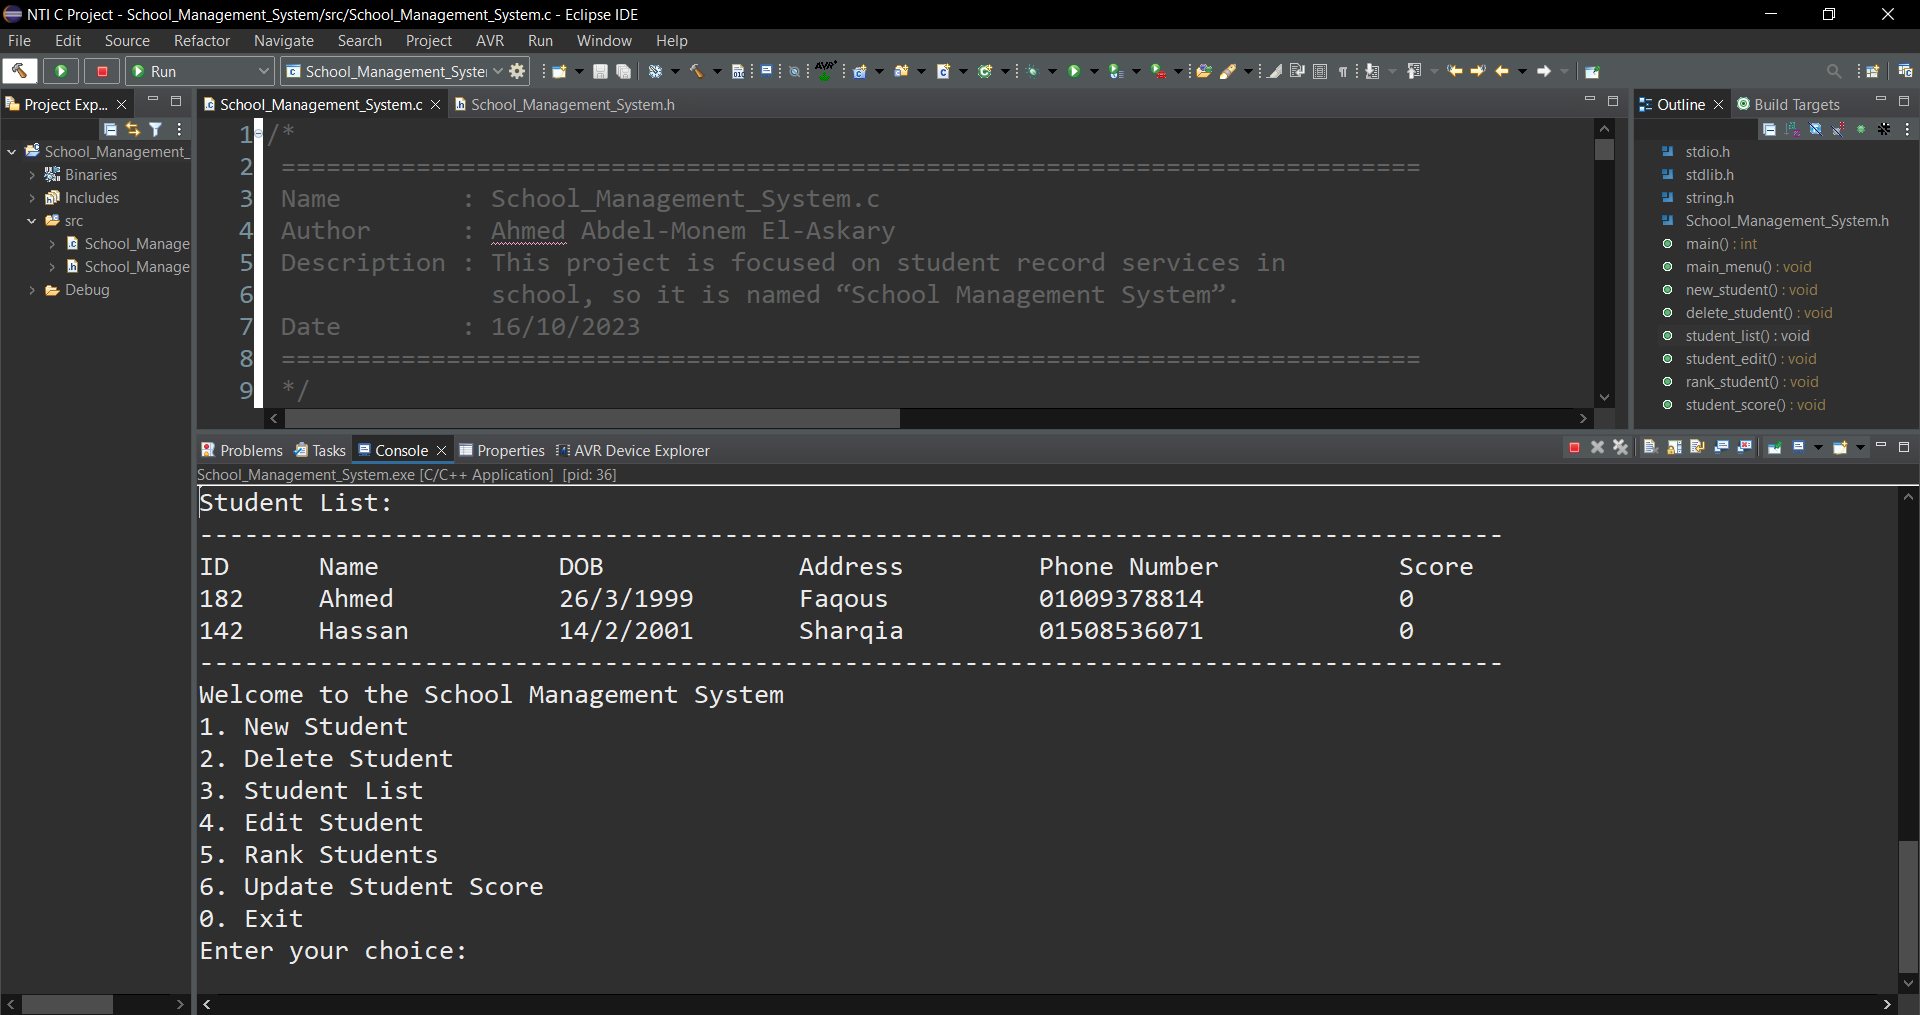 NTI C Project - School_Management_System/src/School_Management_System.c - Eclipse IDE
File Edit Source Refactor Navigate Search Project AVR Run Window Help
Run School_Management_Syster
Project Exp...
School_Management_
Binaries
Includes
src
School_Manage
School_Manage
Debug
School_Management_System.c School_Management_System.h
1 /*
2 ============================================================================
3 Name        : School_Management_System.c
4 Author      : Ahmed Abdel-Monem El-Askary
5 Description : This project is focused on student record services in
6               school, so it is named “School Management System”.
7 Date        : 16/10/2023
8 ============================================================================
9 */
Outline Build Targets
stdio.h
stdlib.h
string.h
School_Management_System.h
main() : int
main_menu() : void
new_student() : void
delete_student() : void
student_list() : void
student_edit() : void
rank_student() : void
student_score() : void
Problems Tasks Console Properties AVR Device Explorer
School_Management_System.exe [C/C++ Application] [pid: 36]
Student List:
---------------------------------------------------------------------------------------
ID Name DOB Address Phone Number Score
182 Ahmed 26/3/1999 Faqous 01009378814 0
142 Hassan 14/2/2001 Sharqia 01508536071 0
---------------------------------------------------------------------------------------
Welcome to the School Management System
1. New Student
2. Delete Student
3. Student List
4. Edit Student
5. Rank Students
6. Update Student Score
0. Exit
Enter your choice: